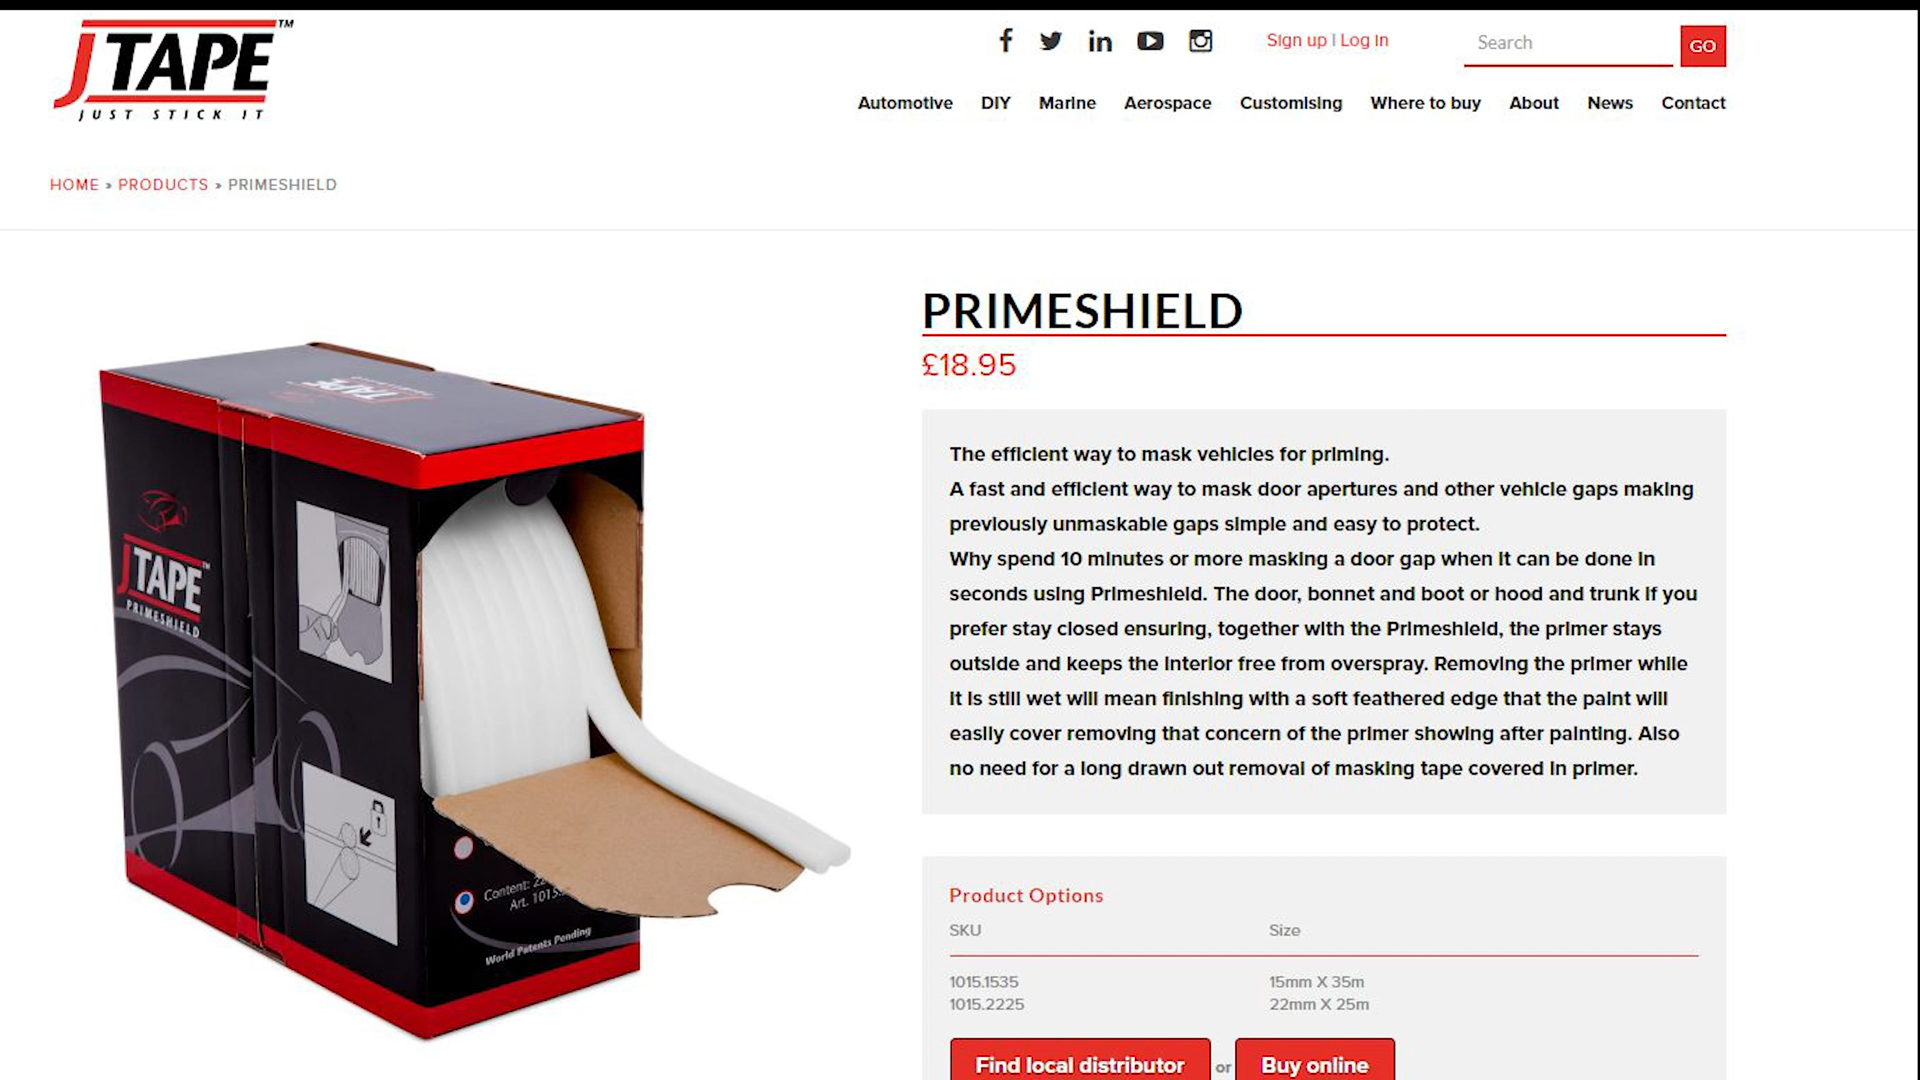 JTAPE™
JUST STICK IT
Sign up | Log in
Search
GO
Automotive DIY Marine Aerospace Customising Where to buy About News Contact
HOME » PRODUCTS » PRIMESHIELD
PRIMESHIELD
£18.95
The efficient way to mask vehicles for priming.
A fast and efficient way to mask door apertures and other vehicle gaps making
previously unmaskable gaps simple and easy to protect.
Why spend 10 minutes or more masking a door gap when it can be done in
seconds using Primeshield. The door, bonnet and boot or hood and trunk if you
prefer stay closed ensuring, together with the Primeshield, the primer stays
outside and keeps the interior free from overspray. Removing the primer while
it is still wet will mean finishing with a soft feathered edge that the paint will
easily cover removing that concern of the primer showing after painting. Also
no need for a long drawn out removal of masking tape covered in primer.
Product Options
SKU Size
1015.1535 15mm X 35m
1015.2225 22mm X 25m
Find local distributor or Buy online
JTAPE
JTAPE™
PRIMESHIELD
Content:
Art.
World Patents Pending